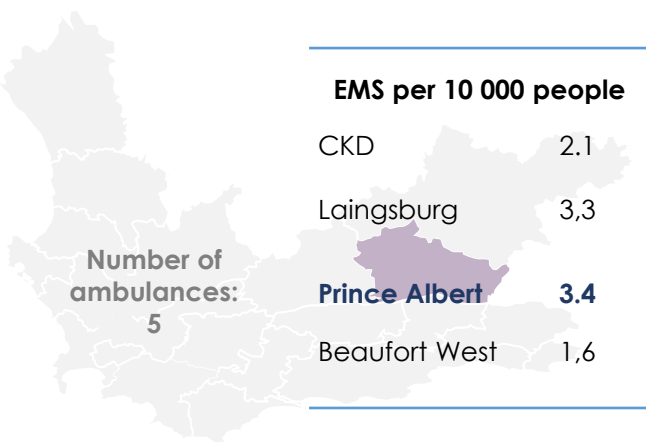 EMS per 10 000 people
CKD 2.1
Laingsburg 3,3
Number of
ambulances:
5
Prince Albert 3.4
Beaufort West 1,6